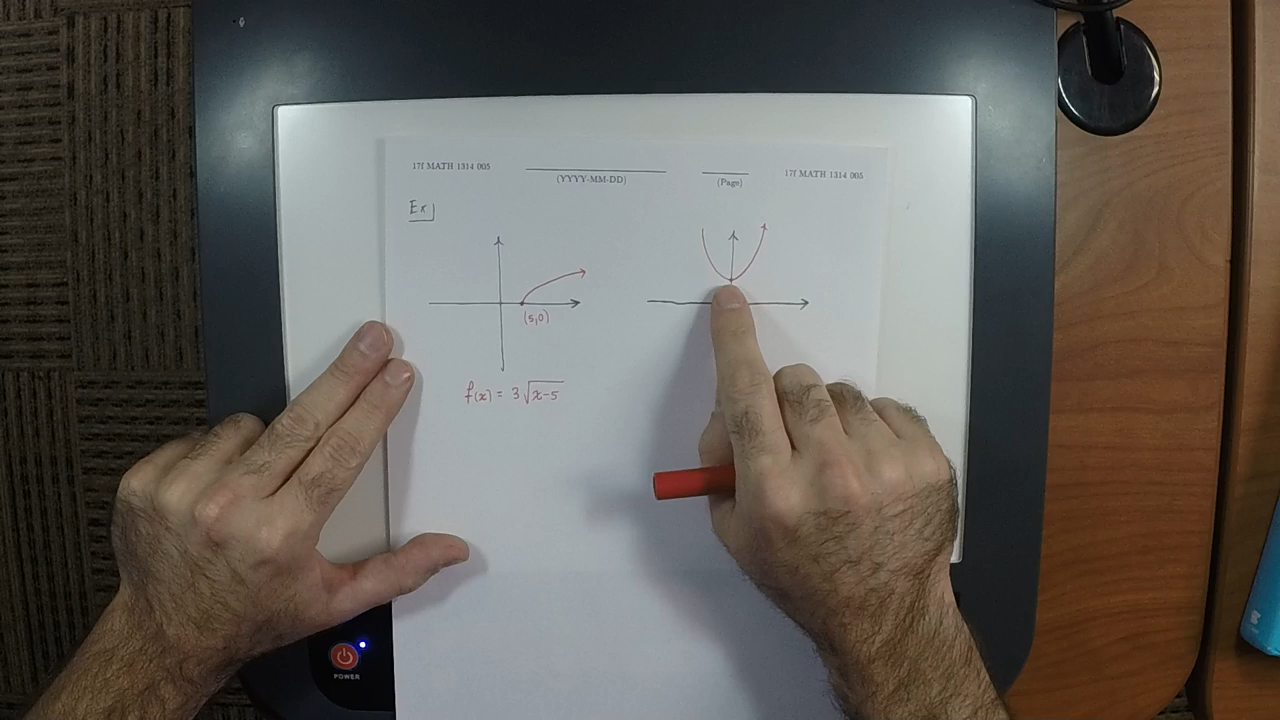 17f MATH 1314 005
(YYYY-MM-DD)
(Page)
17f MATH 1314 005
Ex
(5,0)
f(x) = 3√x-5
POWER